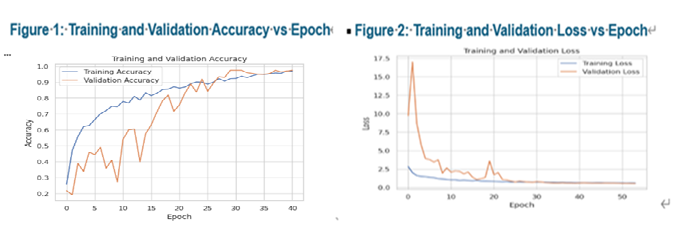 Figure 1: Training and Validation Accuracy vs Epoch
Training and Validation Accuracy
Training Accuracy
Validation Accuracy
1.0
0.9
0.8
0.7
0.6
0.5
0.4
0.3
0.2
Accuracy
0 5 10 15 20 25 30 35 40
Epoch
Figure 2: Training and Validation Loss vs Epoch
Training and Validation Loss
Training Loss
Validation Loss
17.5
15.0
12.5
10.0
7.5
5.0
2.5
0.0
Loss
0 10 20 30 40 50
Epoch